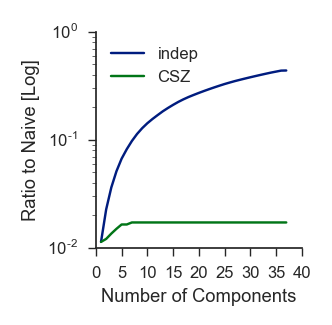 10^0
indep
CSZ
10^-1
10^-2
Ratio to Naive [Log]
0 5 10 15 20 25 30 35 40
Number of Components